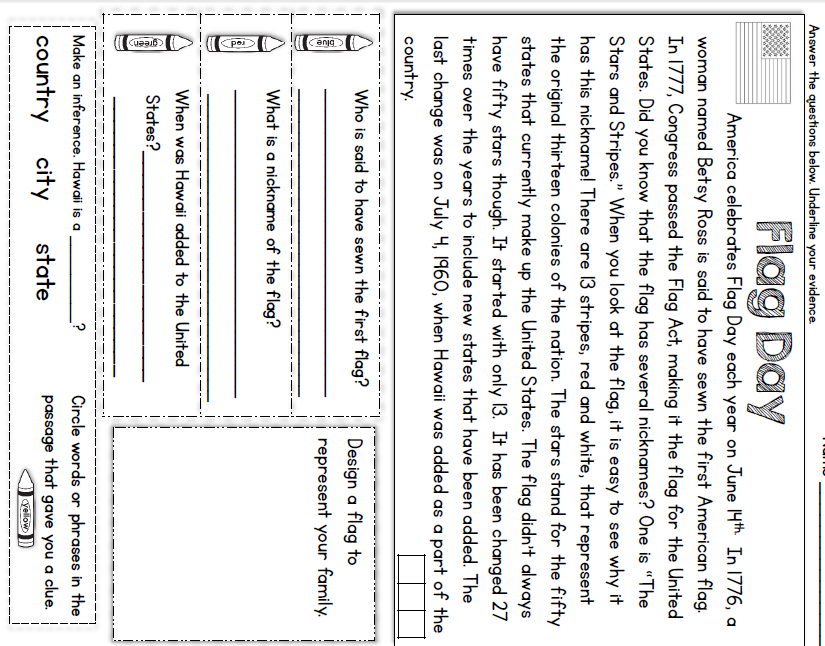 Answer the questions below. Underline your evidence.
Flag Day
America celebrates Flag Day each year on June 14th. In 1776, a
woman named Betsy Ross is said to have sewn the first American flag.
In 1777, Congress passed the Flag Act, making it the flag for the United
States. Did you know that the flag has several nicknames? One is “The
Stars and Stripes.” When you look at the flag, it is easy to see why it
has this nickname! There are 13 stripes, red and white, that represent
the original thirteen colonies of the nation. The stars stand for the fifty
states that currently make up the United States. The flag didn't always
have fifty stars though. It started with only 13. It has been changed 27
times over the years to include new states that have been added. The
last change was on July 4, 1960, when Hawaii was added as a part of the
country.
blue
Who is said to have sewn the first flag?
red
What is a nickname of the flag?
green
When was Hawaii added to the United
States?
Design a flag to
represent your family.
Make an inference. Hawaii is a ________?
country city state
Circle words or phrases in the
passage that gave you a clue.
yellow